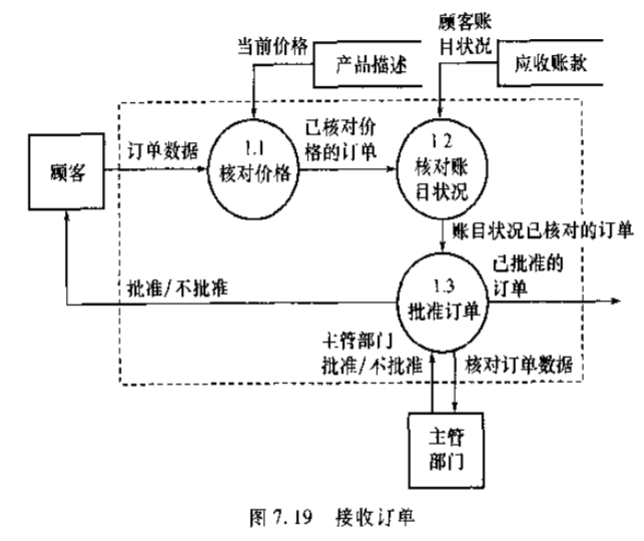 当前价格
产品描述
顾客账
目状况
应收账款
顾客
订单数据
1.1
核对价格
已核对价
格的订单
1.2
核对账
目状况
账目状况已核对的订单
批准/不批准
1.3
批准订单
已批准的
订单
主管部门
批准/不批准
核对订单数据
主管
部门
图 7.19 接收订单